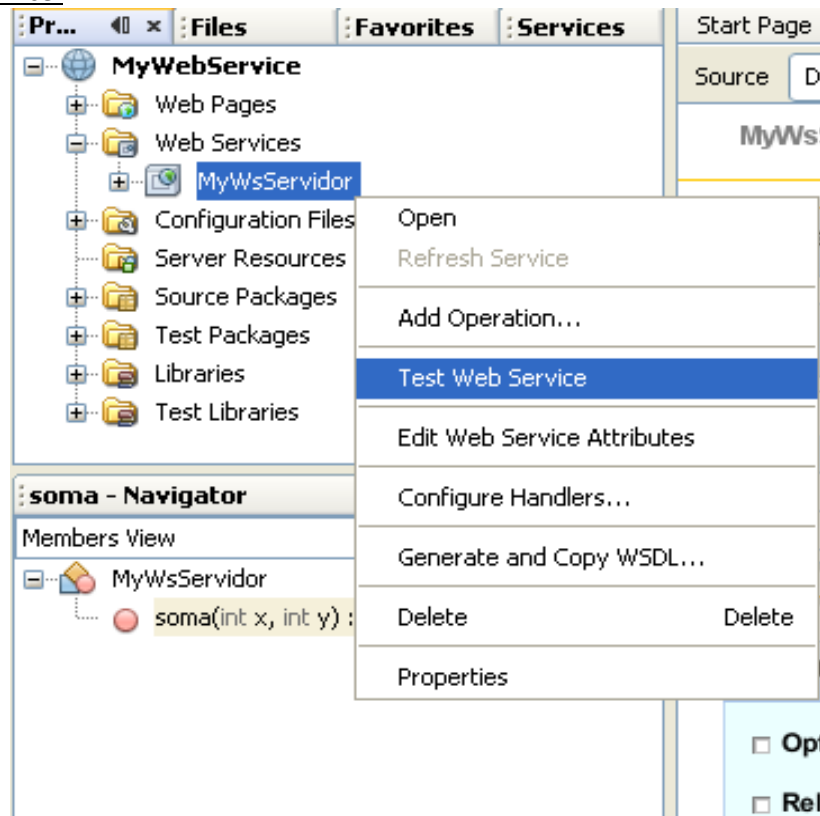 Pr... Files Favorites Services Start Page
MyWebService
Source
Web Pages
Web Services
MyWsServidor
Configuration Files
Server Resources
Source Packages
Test Packages
Libraries
Test Libraries
Open
Refresh Service
Add Operation...
Test Web Service
Edit Web Service Attributes
Configure Handlers...
Generate and Copy WSDL...
Delete Delete
Properties
soma - Navigator
Members View
MyWsServidor
soma(int x, int y) :